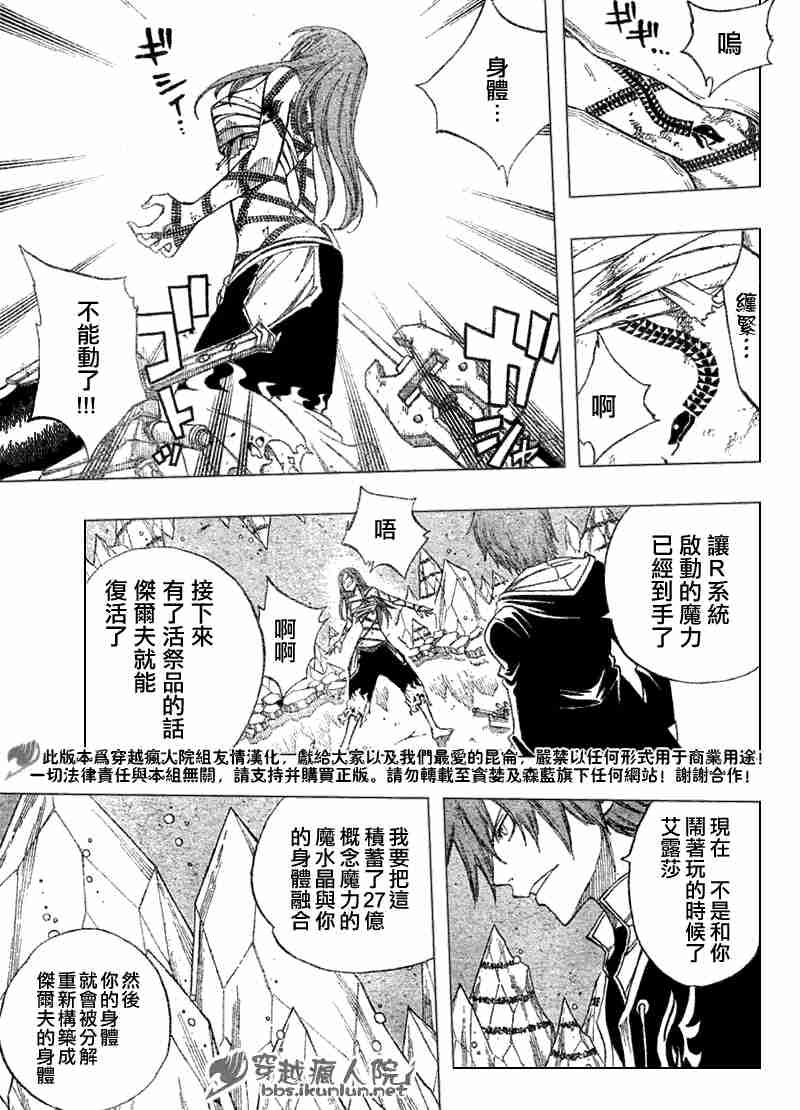 嗚
ギ
ギ…
身體…
ギギ
ギシィ…
纏緊…
啊
不能動了!!!
ガガガ
ガクン
讓R系統
啟動的魔力
已經到手了
唔
啊啊
接下來
有了活祭品的話
傑爾夫就能
復活了
此版本爲穿越瘋人院組友情漢化，獻給大家以及我們最愛的昆侖，嚴禁以任何形式用于商業用途!
一切法律責任與本組無關，請支持并購買正版。請勿轉載至貪婪及森藍旗下任何網站！謝謝合作！
現在 不是和你
鬧著玩的時候了
艾露莎
我要把這
積蓄了27億
概念魔力的
魔水晶與你
的身體融合
然後
你的身體
就會被分解
重新構築成
傑爾夫的身體
穿越瘋人院
bbs.ikunlun.net